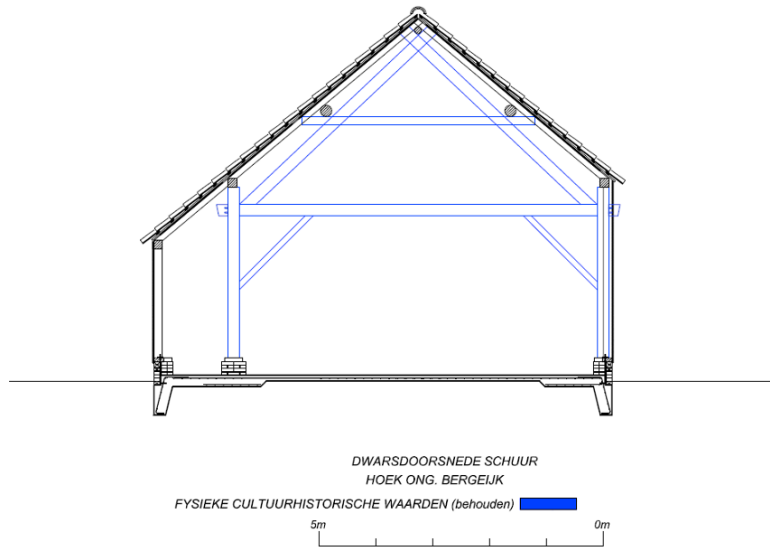 DWARSDOORSNEDE SCHUUR
HOEK ONG. BERGEIJK
FYSIEKE CULTUURHISTORISCHE WAARDEN (behouden)
5m 0m